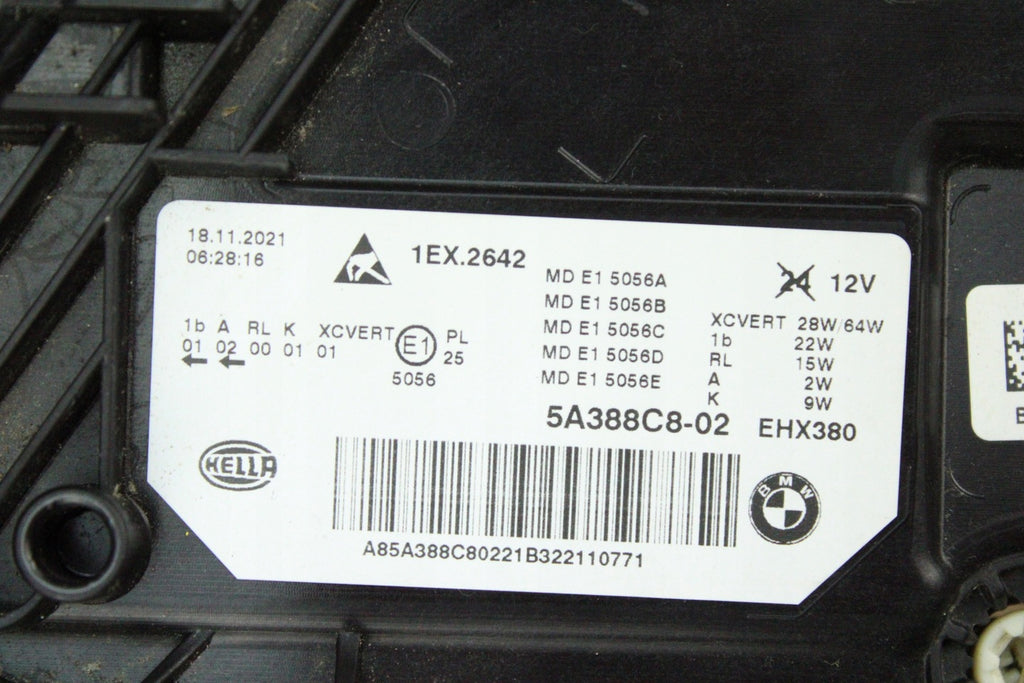 18.11.2021
06:28:16
1EX.2642
MD E1 5056A
MD E1 5056B
MD E1 5056C
MD E1 5056D
MD E1 5056E
24 12V
1b A RL K XCVERT
01 02 00 01 01
E1
PL
25
5056
XCVERT 28W/64W
1b 22W
RL 15W
A 2W
K 9W
5A388C8-02 EHX380
HELLA
BMW
A85A388C80221B322110771